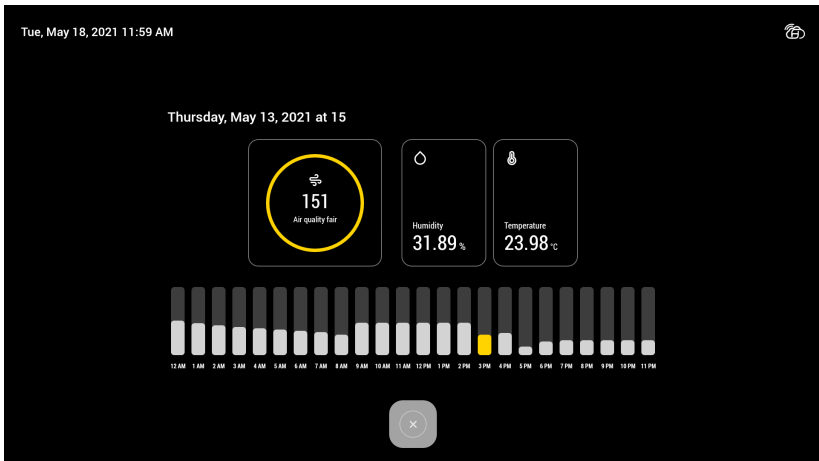 Tue, May 18, 2021 11:59 AM
Thursday, May 13, 2021 at 15
151
Air quality fair
Humidity
31.89 %
Temperature
23.98 °C
12 AM 1 AM 2 AM 3 AM 4 AM 5 AM 6 AM 7 AM 8 AM 9 AM 10 AM 11 AM 12 PM 1 PM 2 PM 3 PM 4 PM 5 PM 6 PM 7 PM 8 PM 9 PM 10 PM 11 PM